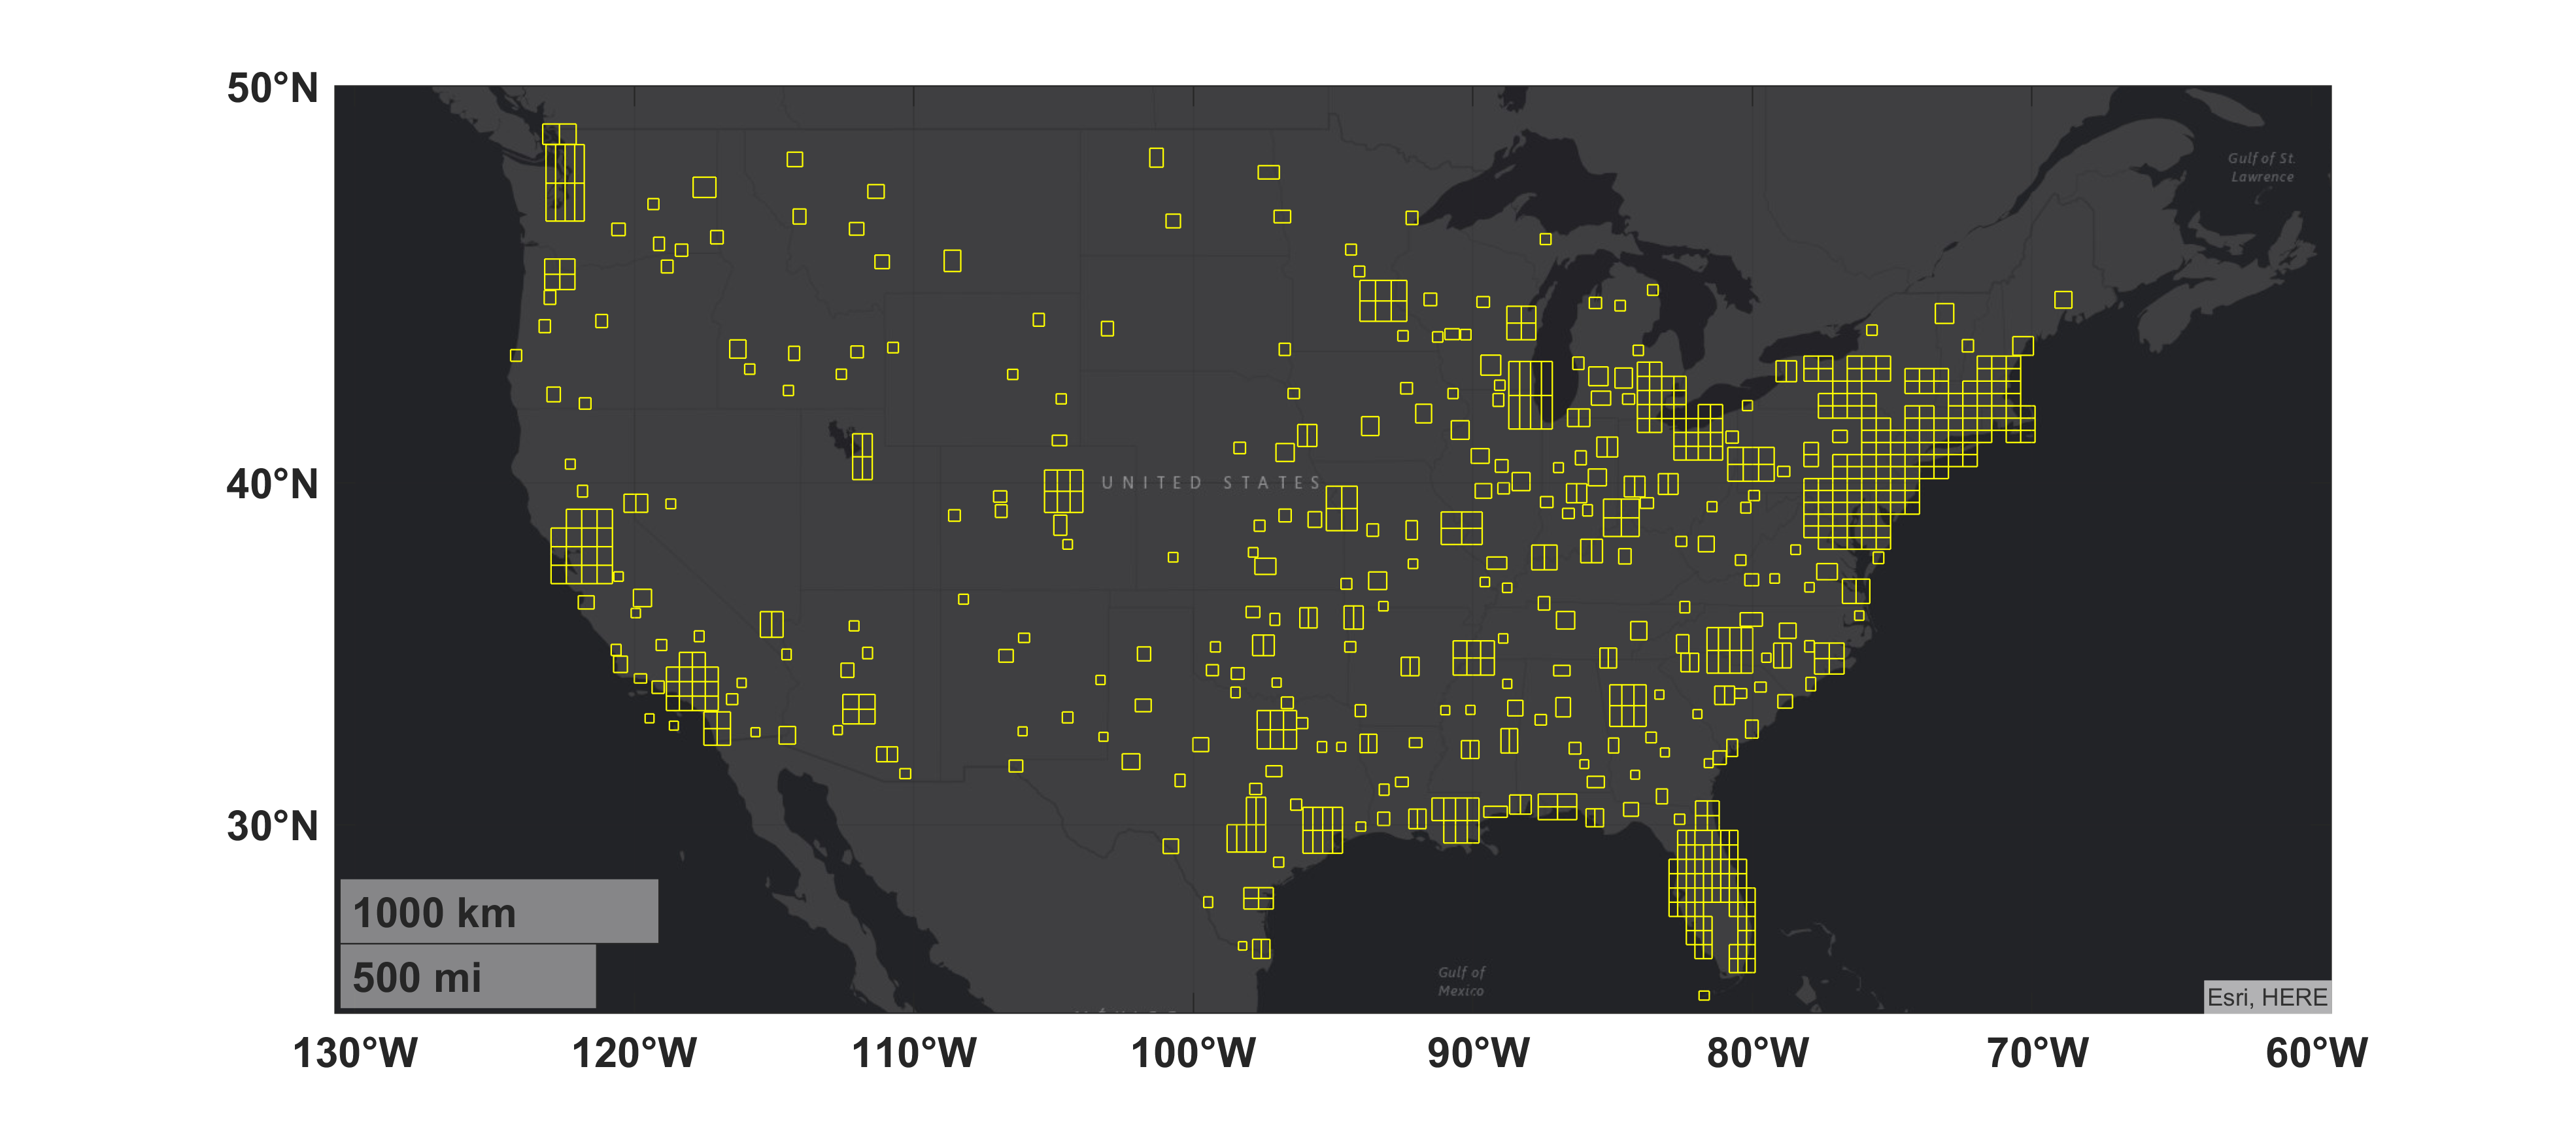 50°N
Gulf of St.
Lawrence
40°N
UNITED STATES
30°N
1000 km
500 mi
Gulf of
Mexico
Esri, HERE
130°W 120°W 110°W 100°W 90°W 80°W 70°W 60°W